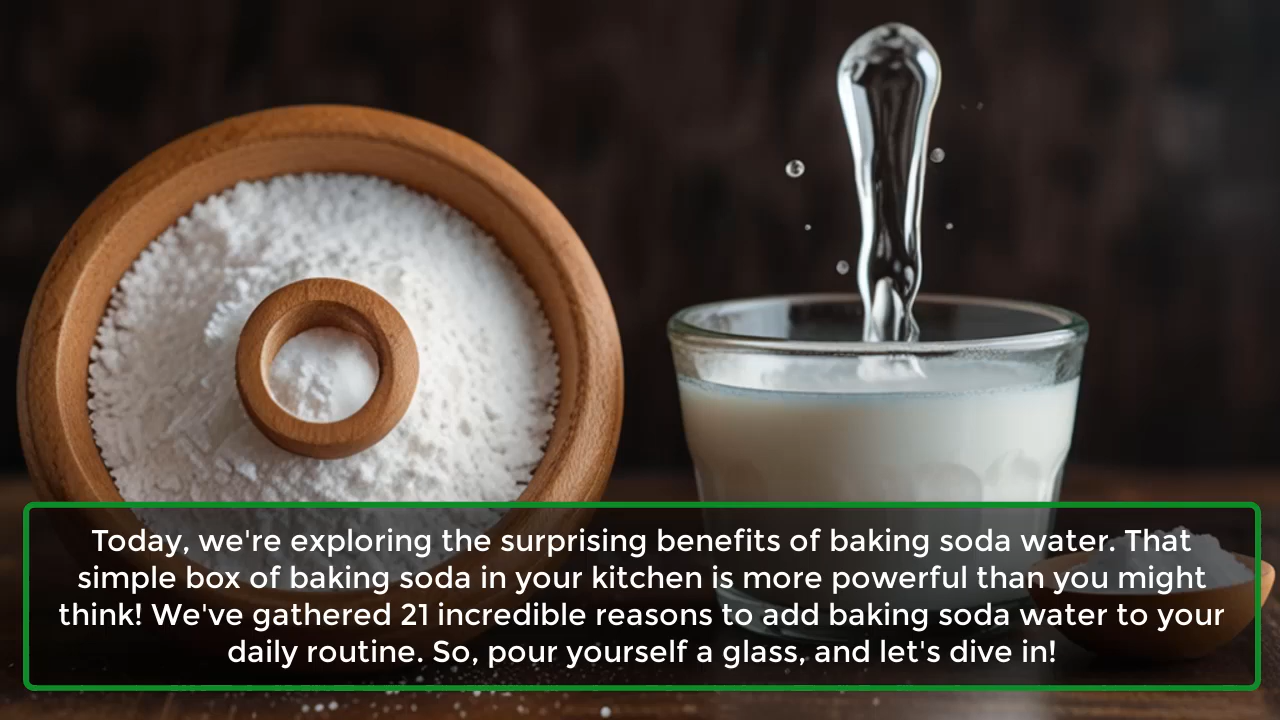 Today, we're exploring the surprising benefits of baking soda water. That
simple box of baking soda in your kitchen is more powerful than you might
think! We've gathered 21 incredible reasons to add baking soda water to your
daily routine. So, pour yourself a glass, and let's dive in!